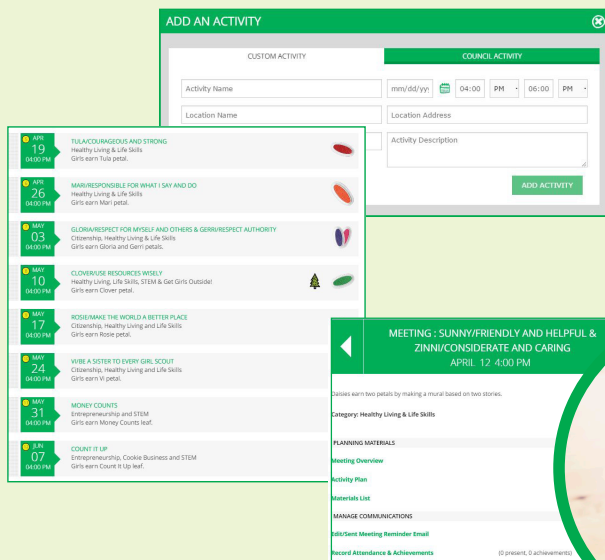 ADD AN ACTIVITY
CUSTOM ACTIVITY
COUNCIL ACTIVITY
Activity Name
mm/dd/yy
04:00 PM
06:00 PM
Location Name
Location Address
Activity Description
ADD ACTIVITY
APR
19
04:00 PM
TULA/COURAGEOUS AND STRONG
Healthy Living & Life Skills
Girls earn Tula petal.
APR
26
04:00 PM
MARI/RESPONSIBLE FOR WHAT I SAY AND DO
Healthy Living & Life Skills
Girls earn Mari petal.
MAY
03
04:00 PM
GLORIA/RESPECT FOR MYSELF AND OTHERS & GERRI/RESPECT AUTHORITY
Citizenship, Healthy Living & Life Skills
Girls earn Gloria and Gerri petals.
MAY
10
04:00 PM
CLOVER/USE RESOURCES WISELY
Healthy Living, Life Skills, STEM & Get Girls Outside!
Girls earn Clover petal.
MAY
17
04:00 PM
ROSIE/MAKE THE WORLD A BETTER PLACE
Citizenship, Healthy Living and Life Skills
Girls earn Rosie petal.
MAY
24
04:00 PM
VI/BE A SISTER TO EVERY GIRL SCOUT
Citizenship, Healthy Living and Life Skills
Girls earn Vi petal.
MAY
31
04:00 PM
MONEY COUNTS
Entrepreneurship and STEM
Girls earn Money Counts leaf.
JUN
07
04:00 PM
COUNT IT UP
Entrepreneurship, Cookie Business and STEM
Girls earn Count It Up leaf.
MEETING : SUNNY/FRIENDLY AND HELPFUL &
ZINNI/CONSIDERATE AND CARING
APRIL 12 4:00 PM
Daisies earn two petals by making a mural based on two stories.
Category: Healthy Living & Life Skills
PLANNING MATERIALS
Meeting Overview
Activity Plan
Materials List
MANAGE COMMUNICATIONS
Edit/Sent Meeting Reminder Email
Record Attendance & Achievements (0 present, 0 achievements)